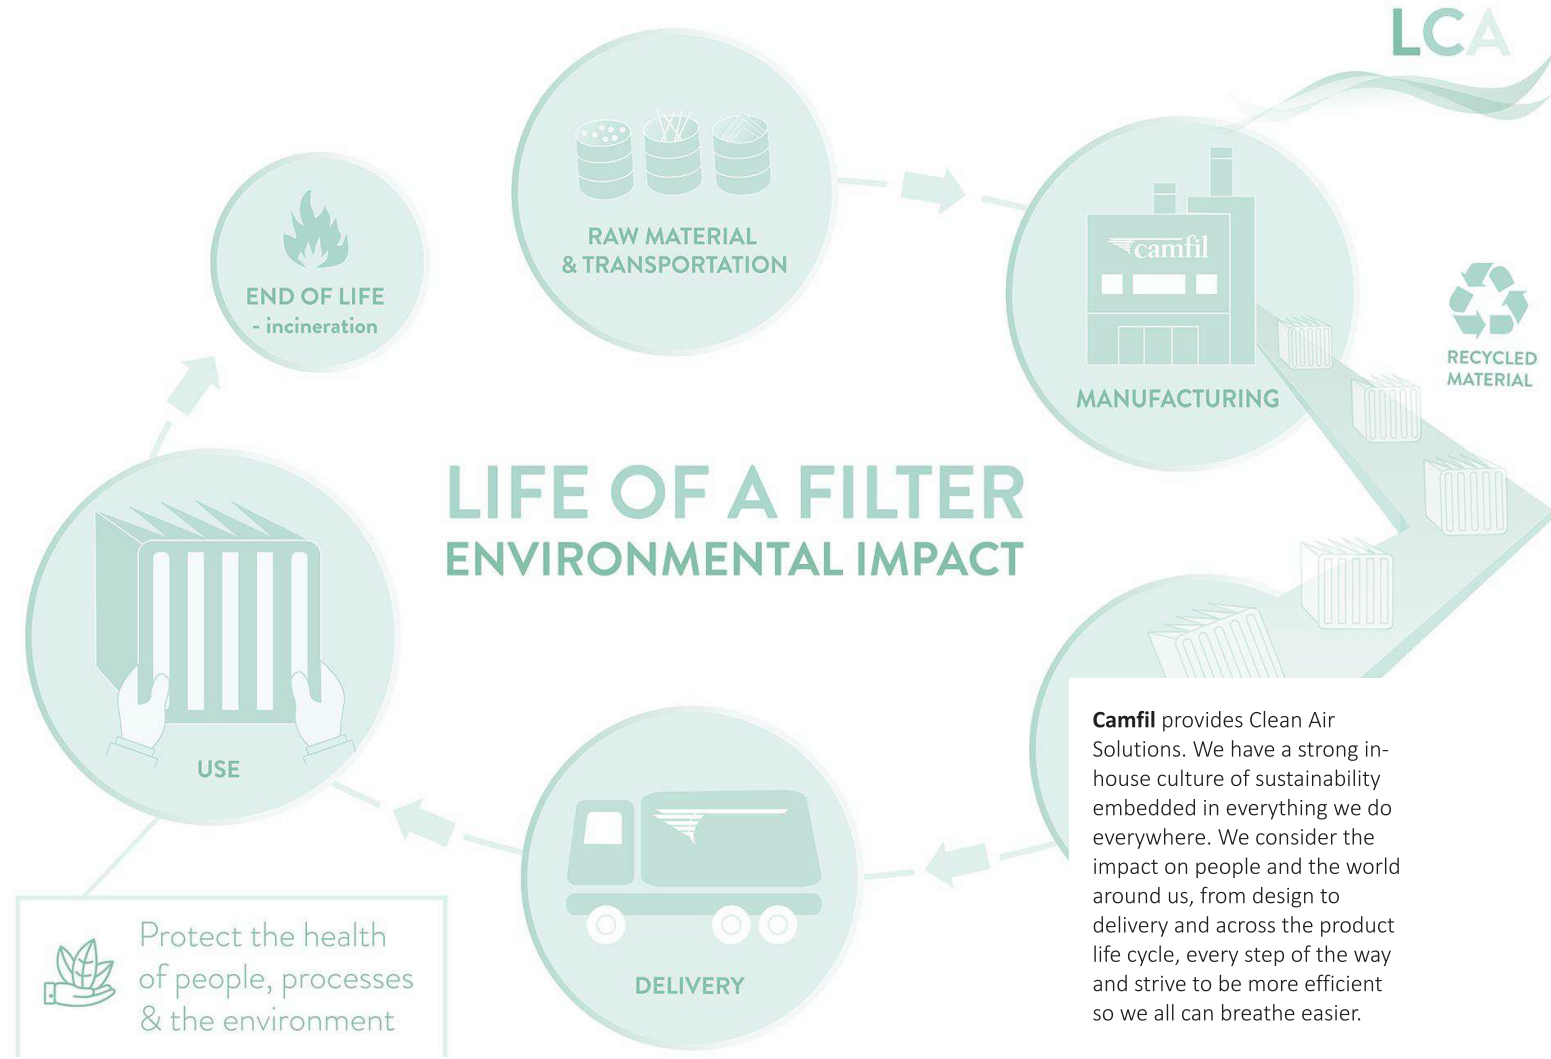 LCA
RAW MATERIAL
& TRANSPORTATION
camfil
MANUFACTURING
RECYCLED
MATERIAL
END OF LIFE
- incineration
LIFE OF A FILTER
ENVIRONMENTAL IMPACT
USE
DELIVERY
Protect the health
of people, processes
& the environment
Camfil provides Clean Air
Solutions. We have a strong in-
house culture of sustainability
embedded in everything we do
everywhere. We consider the
impact on people and the world
around us, from design to
delivery and across the product
life cycle, every step of the way
and strive to be more efficient
so we all can breathe easier.